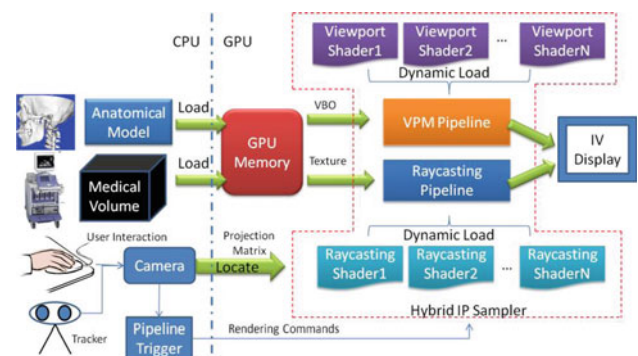 CPU
GPU
Viewport
Shader1
Viewport
Shader2
...
Viewport
ShaderN
Dynamic Load
Anatomical
Model
Load
GPU
Memory
VBO
VPM Pipeline
IV
Display
Medical
Volume
Load
Texture
Raycasting
Pipeline
User Interaction
Camera
Projection
Matrix
Locate
Dynamic Load
Raycasting
Shader1
Raycasting
Shader2
...
Raycasting
ShaderN
Hybrid IP Sampler
Tracker
Pipeline
Trigger
Rendering Commands